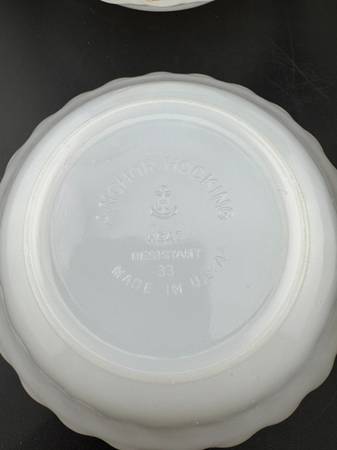 ANCHOR HOCKING
HEAT
RESISTANT
33
MADE IN U.S.A.